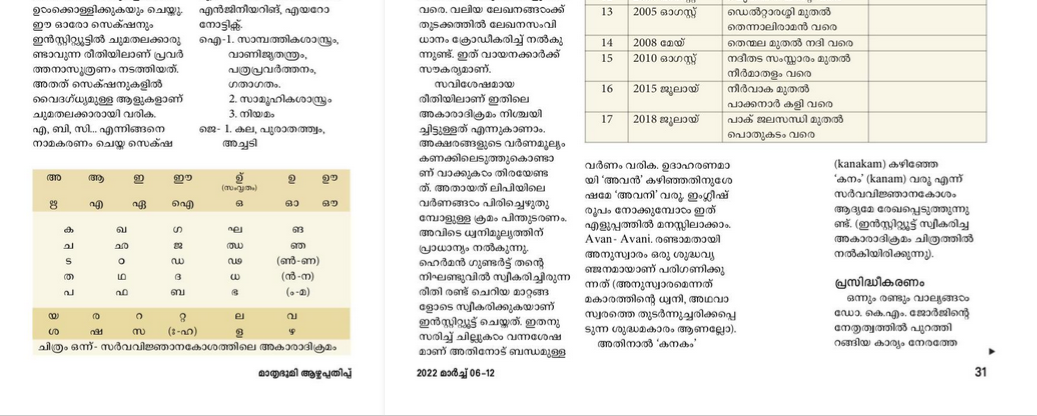 ഉൾക്കൊള്ളിക്കുകയും ചെയ്തു.
ഈ ഓരോ സെക്‌ഷനും
ഇൻസ്റ്റിറ്റ്യൂട്ടിൽ ചുമതലക്കാരു
ണ്ടാവുന്ന രീതിയിലാണ് പ്രവർ
ത്തനാസൂത്രണം നടത്തിയത്.
അതത് സെക്‌ഷനുകളിൽ
വൈദഗ്ധ്യമുള്ള ആളുകളാണ്
ചുമതലക്കാരായി വരിക.
എ, ബി, സി... എന്നിങ്ങനെ
നാമകരണം ചെയ്ത സെക്‌ഷ
എൻജിനീയറിങ്, എയറോ
നോട്ടിക്സ്.
ഐ-1. സാമ്പത്തികശാസ്ത്രം,
വാണിജ്യതന്ത്രം,
പത്രപ്രവർത്തനം,
ഗതാഗതം.
2. സാമൂഹികശാസ്ത്രം
3. നിയമം
ജെ- 1. കല, പുരാതത്ത്വം,
അച്ചടി
അ ആ ഇ ഈ ഉ് ഉ ഊ
(സംവൃതം)
ഋ എ ഏ ഐ ഒ ഓ ഔ
ക ഖ ഗ ഘ ങ
ച ഛ ജ ഝ ഞ
ട ഠ ഡ ഢ (ൺ-ണ)
ത ഥ ദ ധ (ൻ-ന)
പ ഫ ബ ഭ (ം-മ)
യ ര റ റ്റ ല വ
ശ ഷ സ (ഃ-ഹ) ള ഴ
ചിത്രം ഒന്ന്- സർവവിജ്ഞാനകോശത്തിലെ അകാരാദിക്രമം
മാതൃഭൂമി ആഴ്ചപ്പതിപ്പ്
വരെ. വലിയ ലേഖനങ്ങൾക്ക്
തുടക്കത്തിൽ ലേഖനസംവി
ധാനം ക്രോഡീകരിച്ച് നൽകു
ന്നുണ്ട്. ഇത് വായനക്കാർക്ക്
സൗകര്യമാണ്.
സവിശേഷമായ
രീതിയിലാണ് ഇതിലെ
അകാരാദിക്രമം നിശ്ചയി
ച്ചിട്ടുള്ളത് എന്നുകാണാം.
അക്ഷരങ്ങളുടെ വർണമൂല്യം
കണക്കിലെടുത്തുകൊണ്ടാ
ണ് വാക്കുകൾ തിരയേണ്ട
ത്. അതായത് ലിപിയിലെ
വർണങ്ങൾ പിരിച്ചെഴുതു
മ്പോളുള്ള ക്രമം പിന്തുടരണം.
അവിടെ ധ്വനിമൂല്യത്തിന്
പ്രാധാന്യം നൽകുന്നു.
ഹെർമൻ ഗുണ്ടർട്ട് തന്റെ
നിഘണ്ടുവിൽ സ്വീകരിച്ചിരുന്ന
രീതി രണ്ട് ചെറിയ മാറ്റങ്ങ
ളോടെ സ്വീകരിക്കുകയാണ്
ഇൻസ്റ്റിറ്റ്യൂട്ട് ചെയ്തത്. ഇതനു
സരിച്ച് ചില്ലുകൾ വന്നശേഷ
മാണ് അതിനോട് ബന്ധമുള്ള
2022 മാർച്ച് 06-12
13 2005 ഓഗസ്റ്റ് ഡെൽറ്റാരശ്മി മുതൽ
തെന്നാലിരാമൻ വരെ
14 2008 മേയ് തെന്മല മുതൽ നദി വരെ
15 2010 ഓഗസ്റ്റ് നദീതട സംസ്കാരം മുതൽ
നീർമാതളം വരെ
16 2015 ജൂലായ് നീർവാക മുതൽ
പാക്കനാർ കളി വരെ
17 2018 ജൂലായ് പാക് ജലസന്ധി മുതൽ
പൊതുകടം വരെ
വർണം വരിക. ഉദാഹരണമാ
യി 'അവൻ' കഴിഞ്ഞതിനുശേ
ഷമേ 'അവനി' വരൂ. ഇംഗ്ലീഷ്
രൂപം നോക്കുമ്പോൾ ഇത്
എളുപ്പത്തിൽ മനസ്സിലാക്കാം.
Avan- Avani. രണ്ടാമതായി
അനുസ്വാരം ഒരു ശുദ്ധവ്യ
ഞ്ജനമായാണ് പരിഗണിക്കു
ന്നത് (അനുസ്വാരമെന്നത്
മകാരത്തിന്റെ ധ്വനി, അഥവാ
സ്വരത്തെ തുടർന്നുച്ചരിക്കപ്പെ
ടുന്ന ശുദ്ധമകാരം ആണല്ലോ).
അതിനാൽ 'കനകം'
(kanakam) കഴിഞ്ഞേ
'കനം' (kanam) വരൂ എന്ന്
സർവവിജ്ഞാനകോശം
ആദ്യമേ രേഖപ്പെടുത്തുന്നു
ണ്ട്. (ഇൻസ്റ്റിറ്റ്യൂട്ട് സ്വീകരിച്ച
അകാരാദിക്രമം ചിത്രത്തിൽ
നൽകിയിരിക്കുന്നു).
പ്രസിദ്ധീകരണം
ഒന്നും രണ്ടും വാല്യങ്ങൾ
ഡോ. കെ.എം. ജോർജിന്റെ
നേതൃത്വത്തിൽ പുറത്തി
റങ്ങിയ കാര്യം നേരത്തേ
31